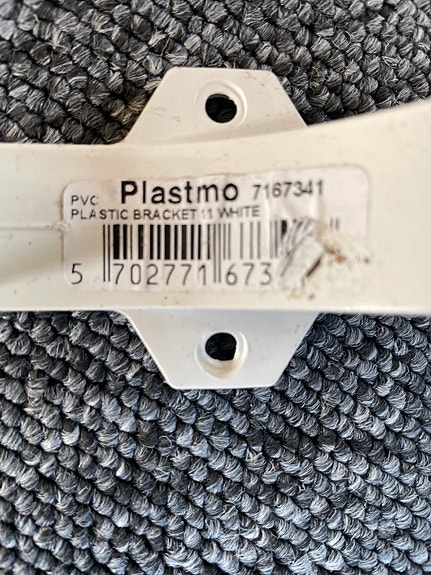 PVC Plastmo 7167341
PLASTIC BRACKET 11 WHITE
5 702771 673